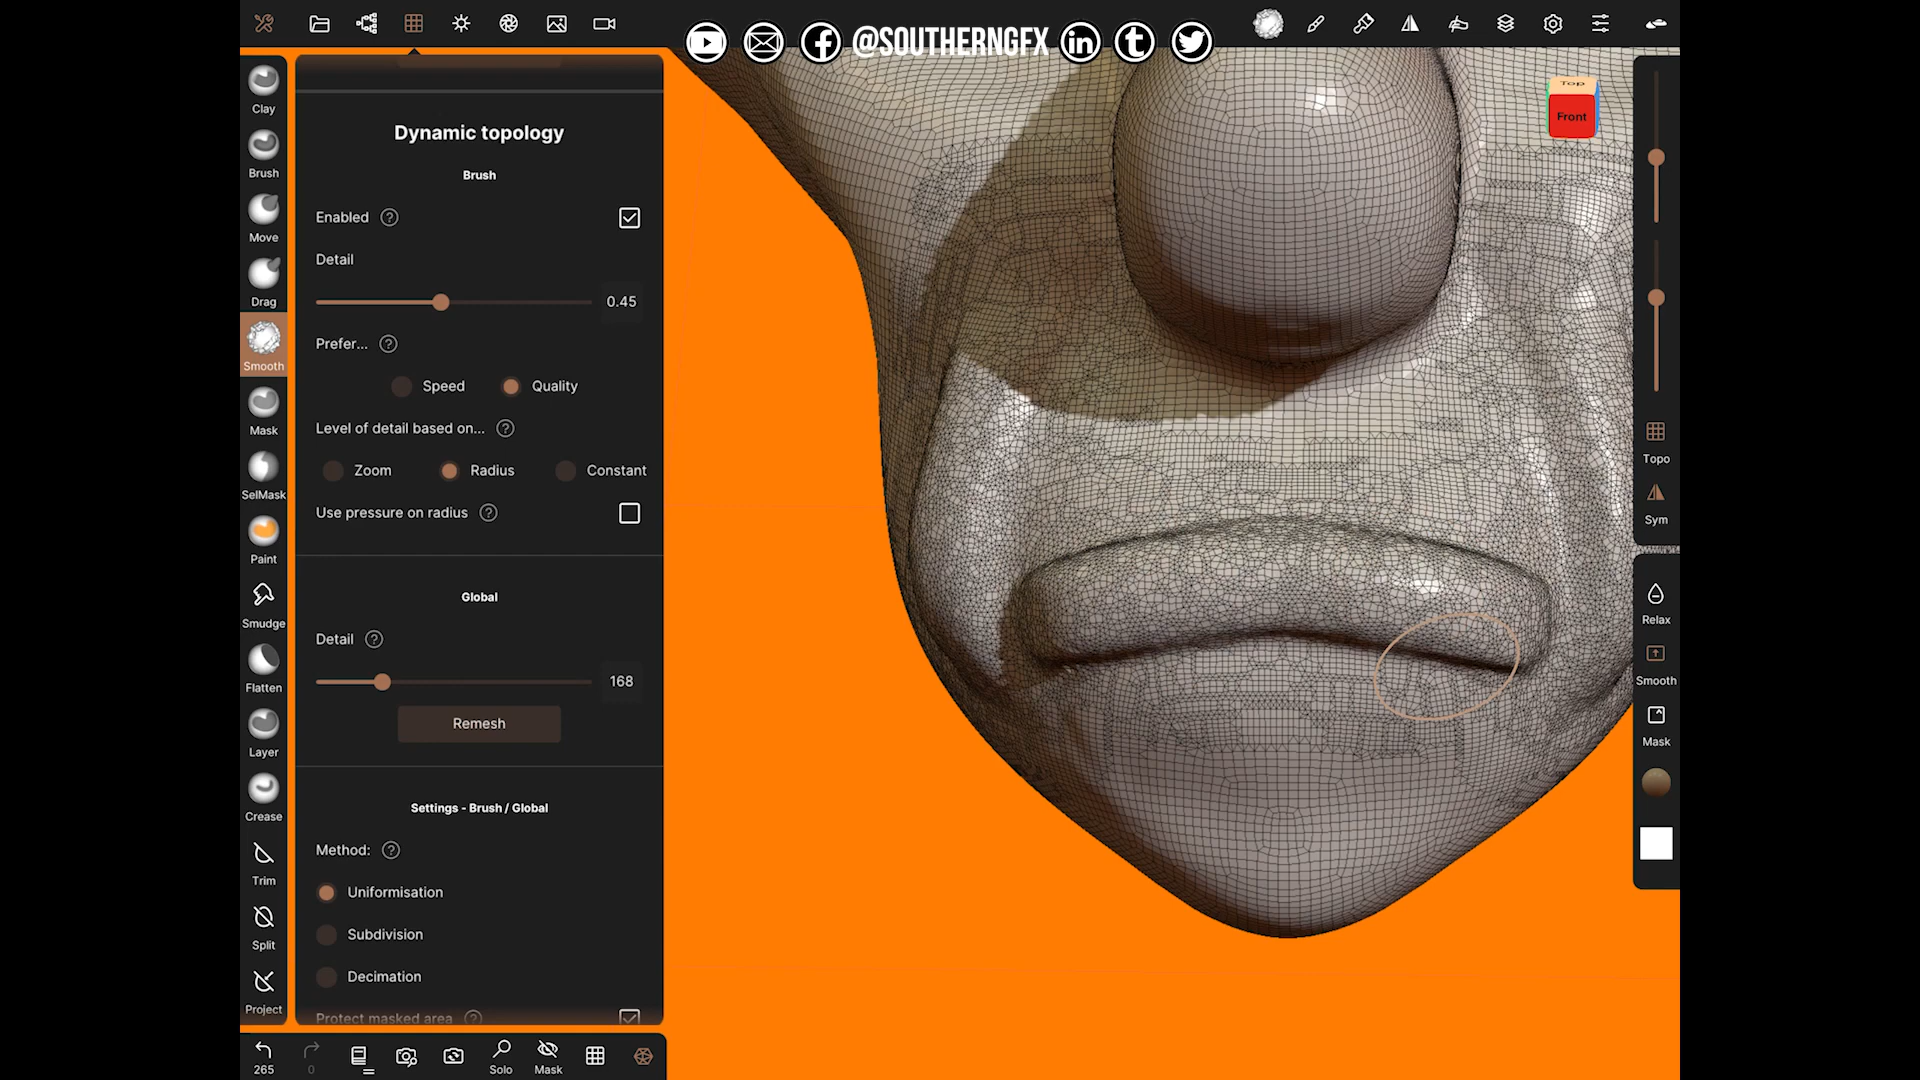 @SOUTHERNGFX
Clay
Brush
Move
Drag
Smooth
Mask
SelMask
Paint
Smudge
Flatten
Layer
Crease
Trim
Split
Project
Dynamic topology
Brush
Enabled ?
Detail
0.45
Prefer... ?
Speed Quality
Level of detail based on... ?
Zoom Radius Constant
Use pressure on radius ?
Global
Detail ?
168
Remesh
Settings - Brush / Global
Method: ?
Uniformisation
Subdivision
Decimation
Protect masked area ?
265
0
Solo
Mask
Top
Front
Topo
Sym
Relax
Smooth
Mask